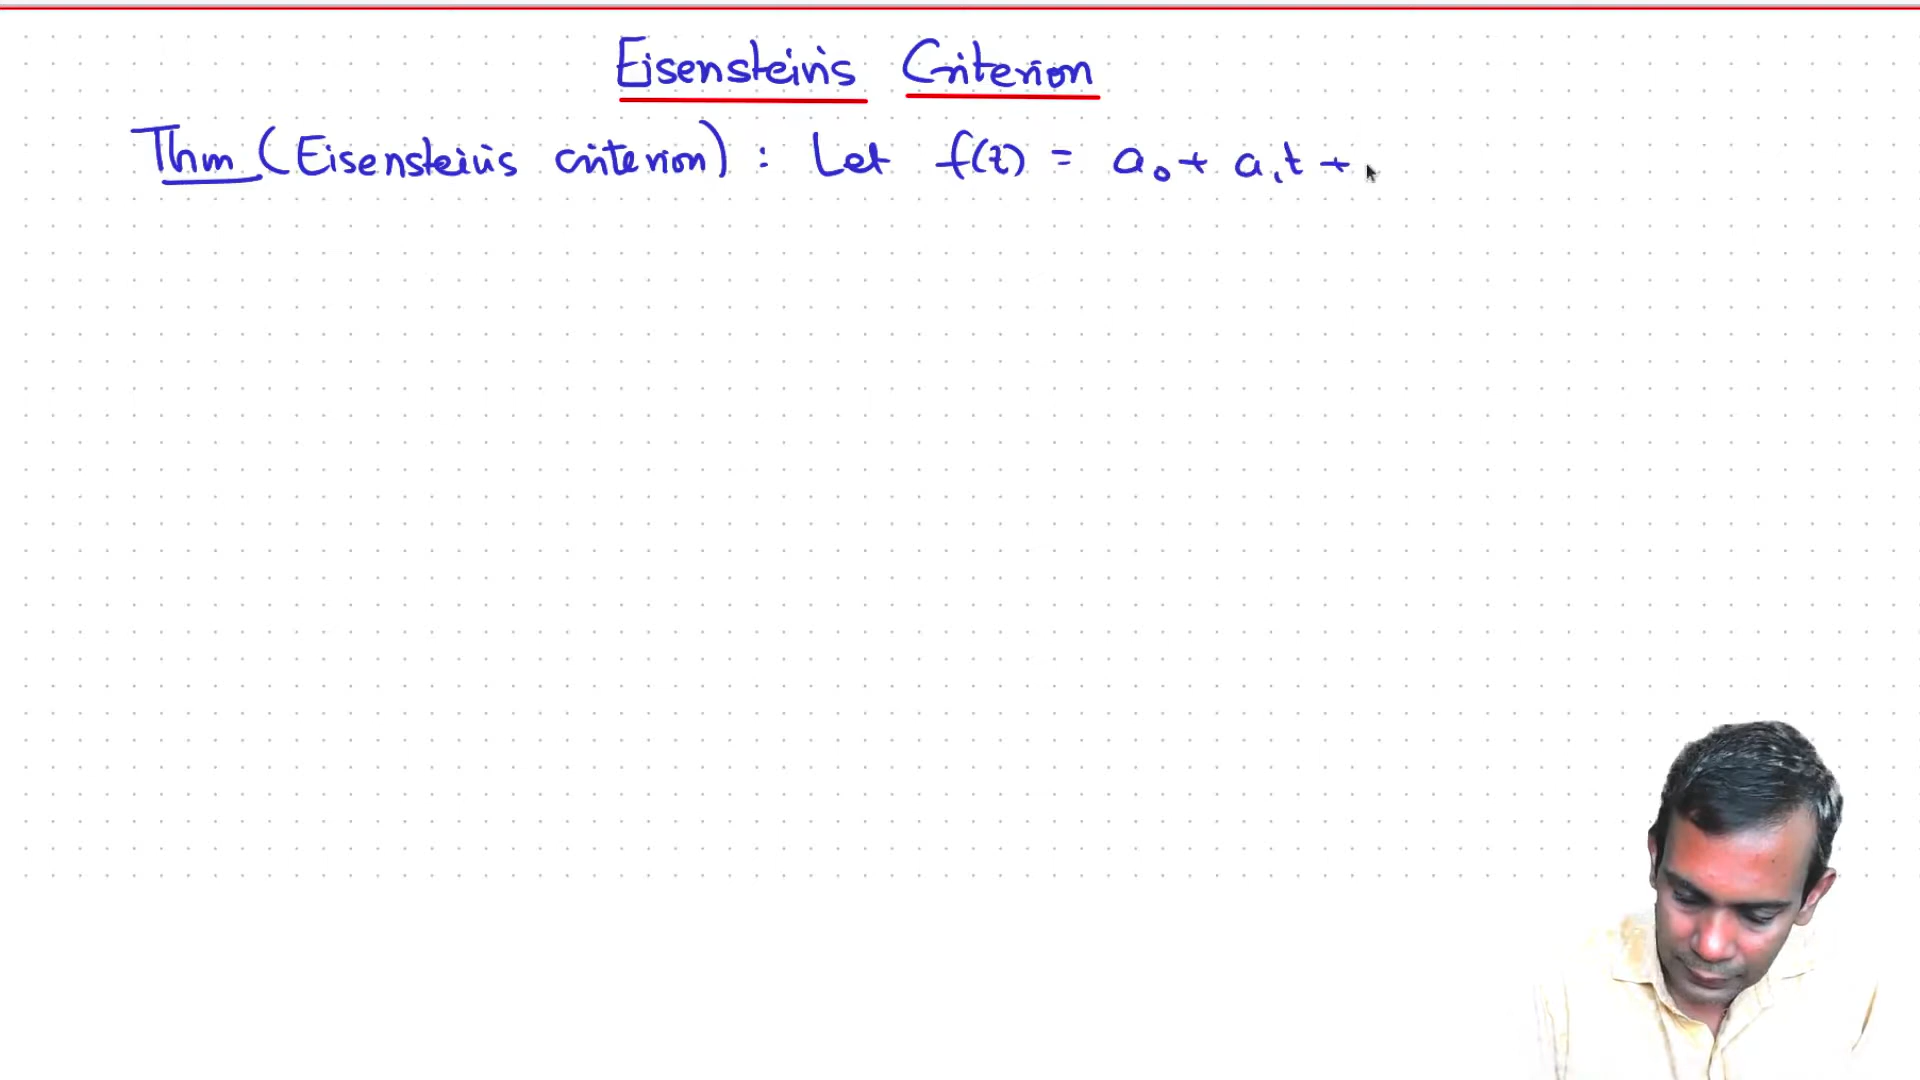 Eisenstein's Criterion
Thm (Eisenstein's criterion) : Let f(t) = a₀ + a₁t +